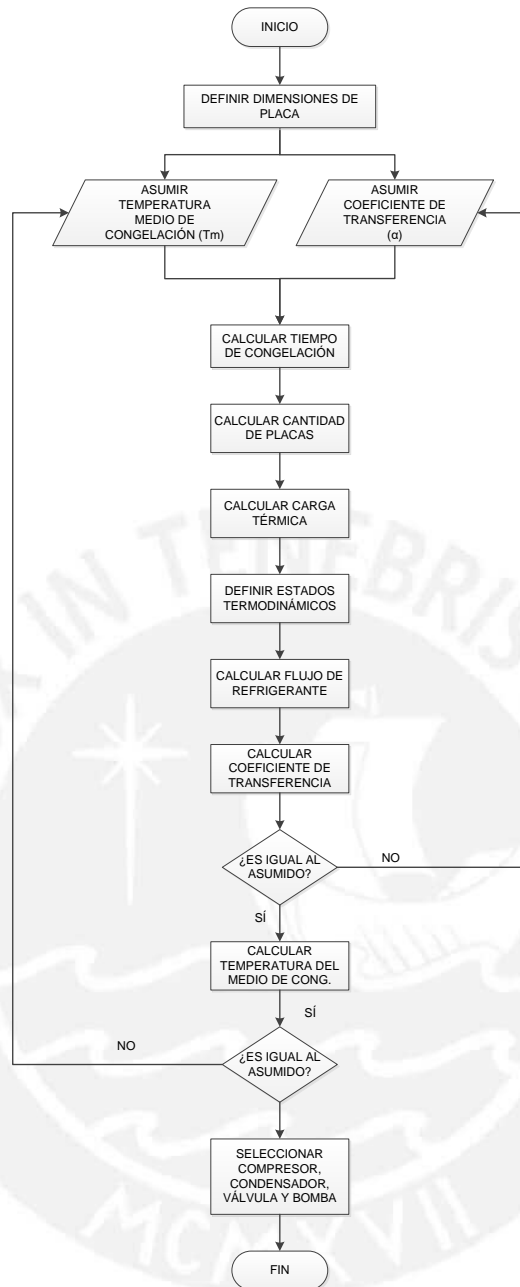 INICIO
DEFINIR DIMENSIONES DE
PLACA
ASUMIR
TEMPERATURA
MEDIO DE
CONGELACIÓN (Tm)
ASUMIR
COEFICIENTE DE
TRANSFERENCIA
(α)
CALCULAR TIEMPO
DE CONGELACIÓN
CALCULAR CANTIDAD
DE PLACAS
CALCULAR CARGA
TÉRMICA
DEFINIR ESTADOS
TERMODINÁMICOS
CALCULAR FLUJO DE
REFRIGERANTE
CALCULAR
COEFICIENTE DE
TRANSFERENCIA
¿ES IGUAL AL
ASUMIDO?
NO
SÍ
CALCULAR
TEMPERATURA DEL
MEDIO DE CONG.
SÍ
NO
¿ES IGUAL AL
ASUMIDO?
SELECCIONAR
COMPRESOR,
CONDENSADOR,
VÁLVULA Y BOMBA
FIN
X IN TENEBRIS
MCMXVII